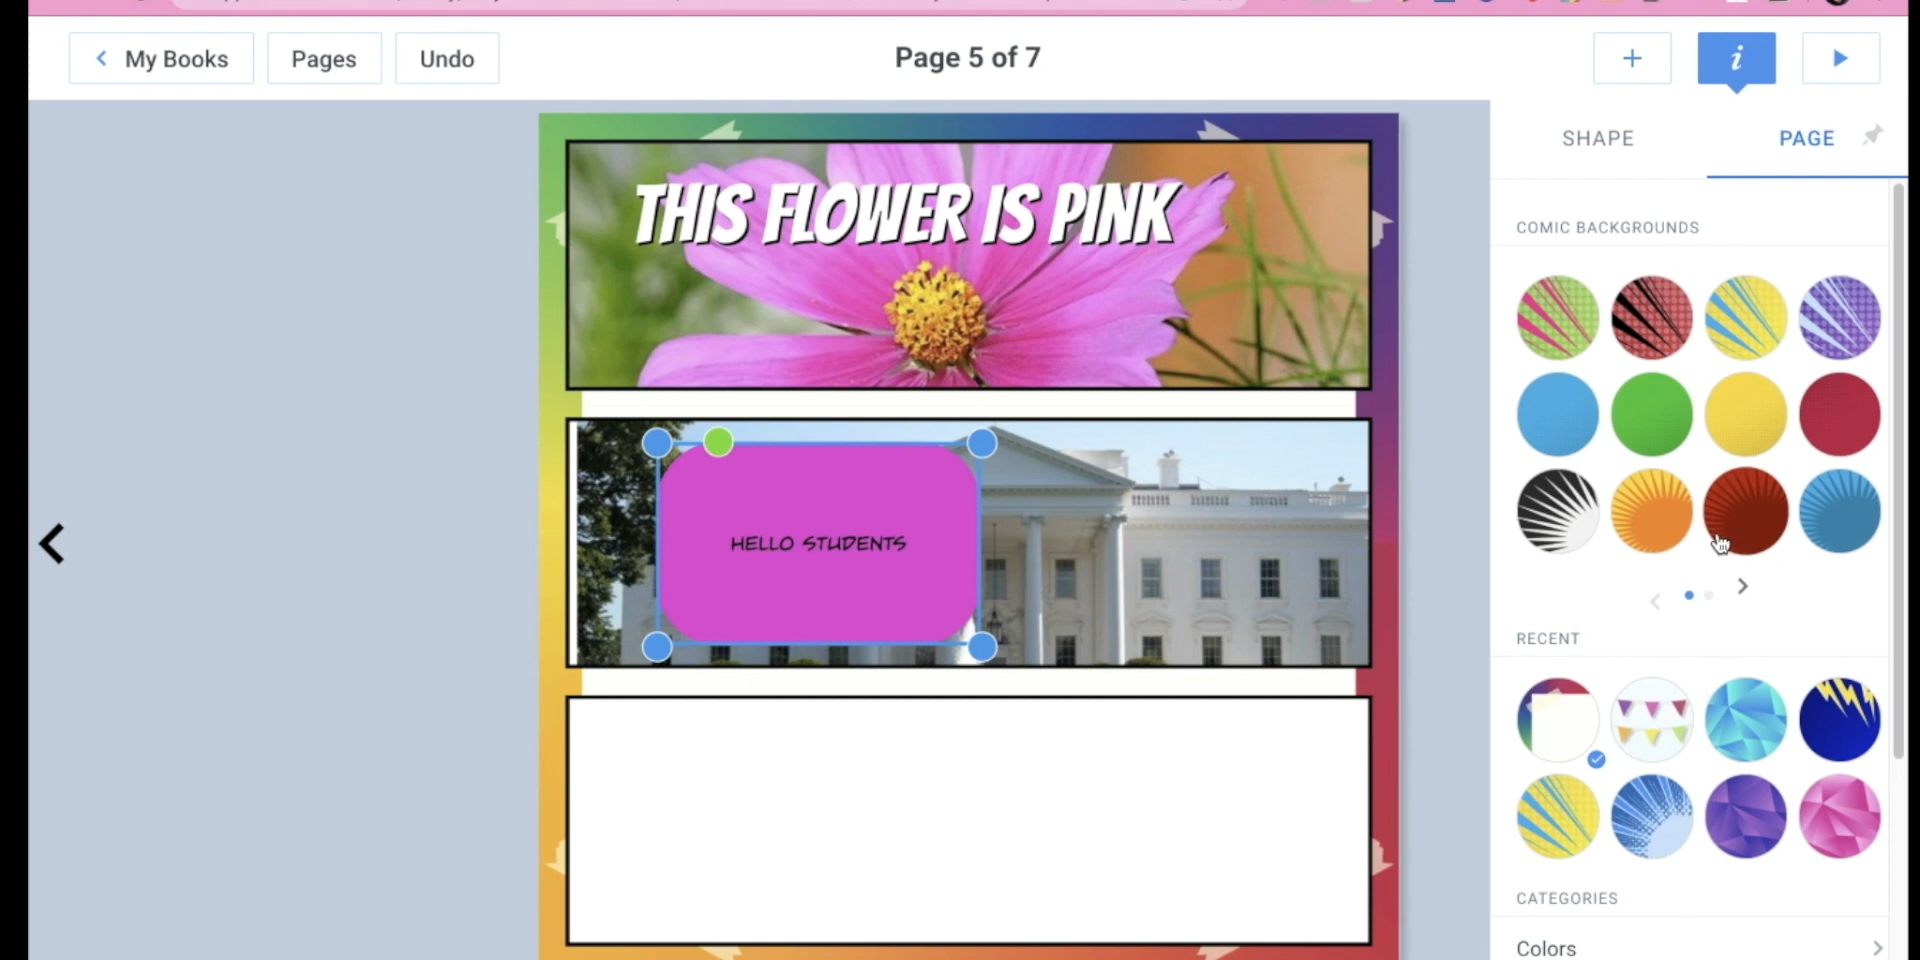 My Books
Pages
Undo
Page 5 of 7
i
SHAPE
PAGE
COMIC BACKGROUNDS
THIS FLOWER IS PINK
HELLO STUDENTS
RECENT
CATEGORIES
Colors